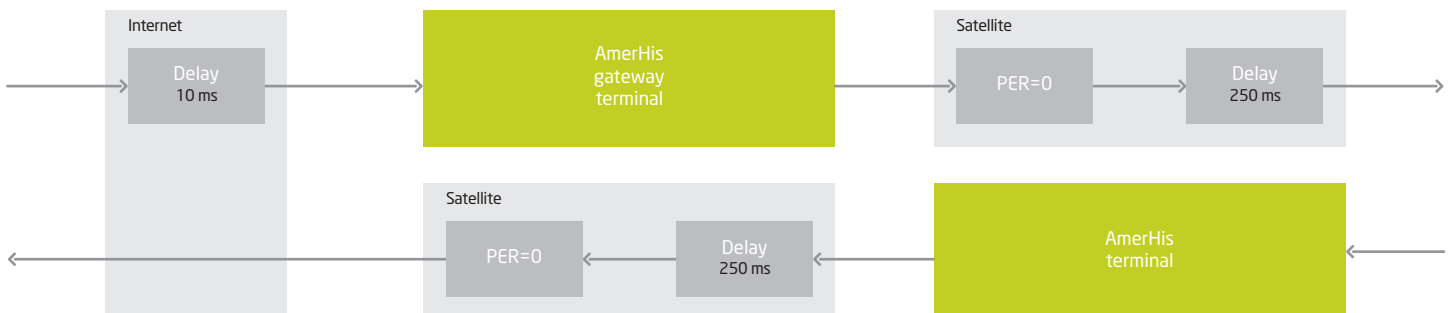 Internet
Delay
10 ms
AmerHis
gateway
terminal
Satellite
PER=0
Delay
250 ms
Satellite
PER=0
Delay
250 ms
AmerHis
terminal